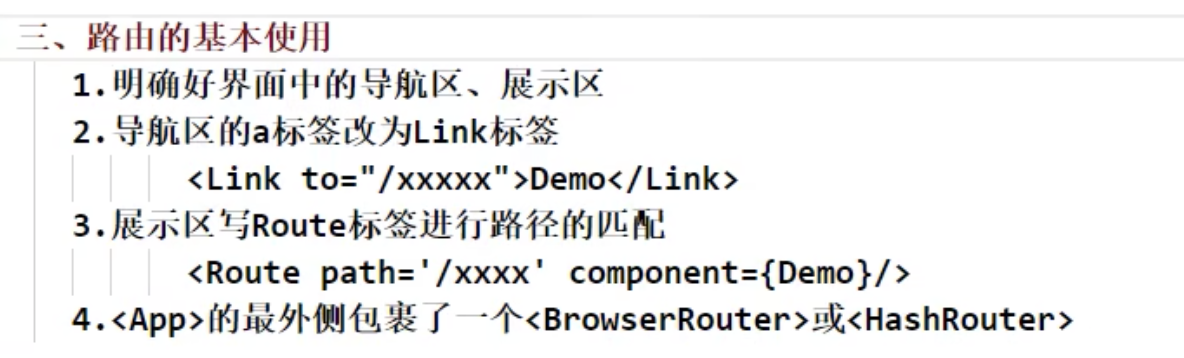 三、路由的基本使用
1.明确好界面中的导航区、展示区
2.导航区的a标签改为Link标签
<Link to="/xxxxx">Demo</Link>
3.展示区写Route标签进行路径的匹配
<Route path='/xxxx' component={Demo}/>
4.<App>的最外侧包裹了一个<BrowserRouter>或<HashRouter>